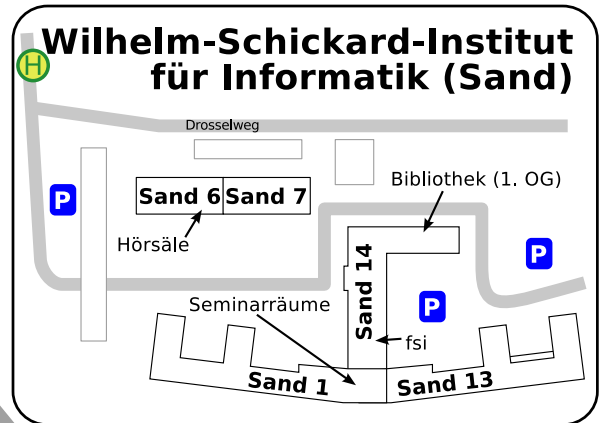 Wilhelm-Schickard-Institut
für Informatik (Sand)
H
Drosselweg
P
Sand 6
Sand 7
Bibliothek (1. OG)
Hörsäle
Sand 14
P
Seminarräume
P
fsi
Sand 1
Sand 13